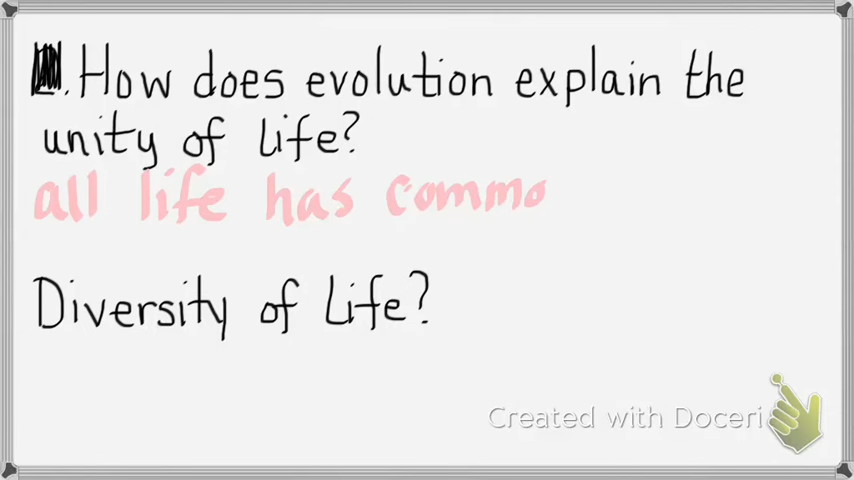 . How does evolution explain the
unity of life?
all life has commo
Diversity of Life?
Created with Doceri